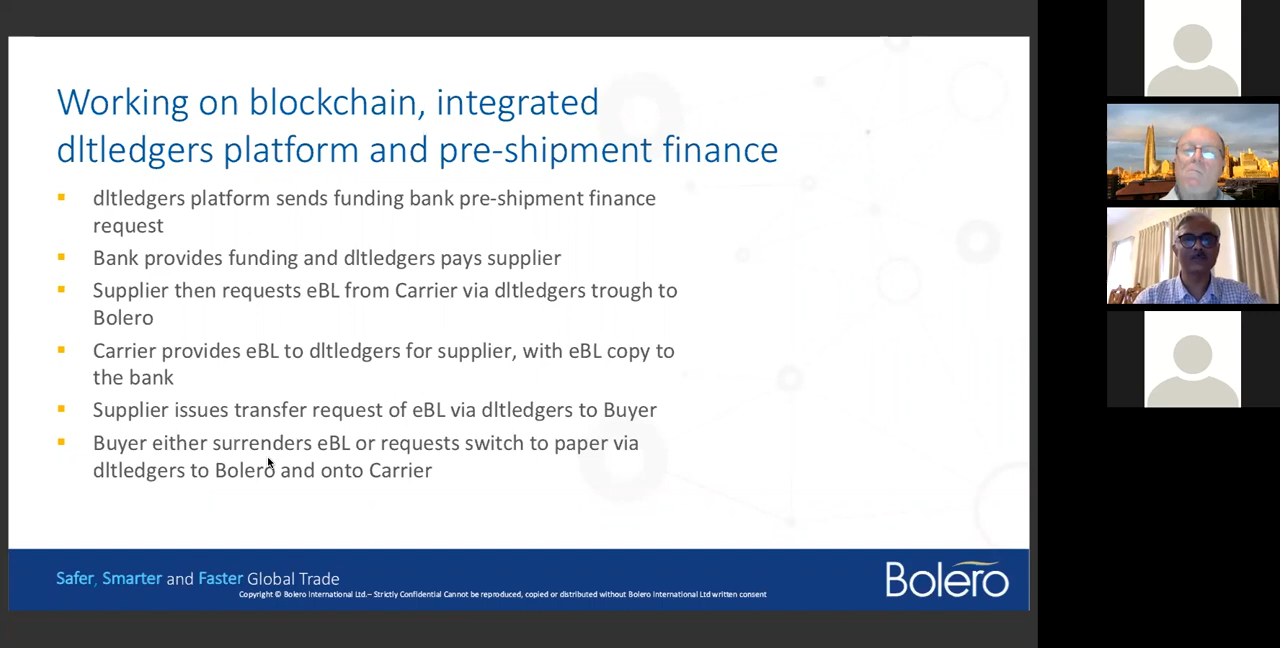 Working on blockchain, integrated
dltledgers platform and pre-shipment finance
dltledgers platform sends funding bank pre-shipment finance
request
Bank provides funding and dltledgers pays supplier
Supplier then requests eBL from Carrier via dltledgers trough to
Bolero
Carrier provides eBL to dltledgers for supplier, with eBL copy to
the bank
Supplier issues transfer request of eBL via dltledgers to Buyer
Buyer either surrenders eBL or requests switch to paper via
dltledgers to Bolero and onto Carrier
Safer, Smarter and Faster Global Trade
Copyright © Bolero International Ltd.– Strictly Confidential Cannot be reproduced, copied or distributed without Bolero International Ltd written consent
Bolero